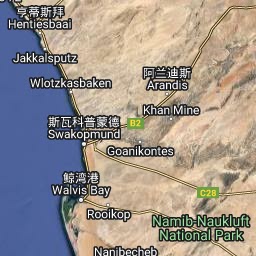 亨蒂斯拜
Hentiesbaai
Jakkalsputz
Wlotzkasbaken
阿兰迪斯
Arandis
Khan Mine
斯瓦科普蒙德
Swakopmund
B2
Goanikontes
鲸湾港
Walvis Bay
C28
Rooikop
Namib-Naukluft
National Park
Nanibecheb